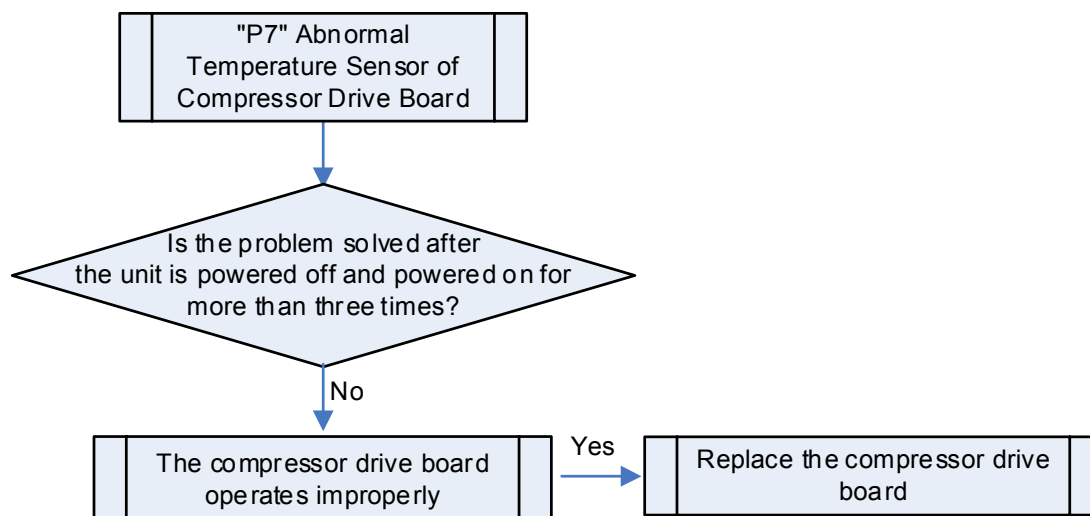 "P7" Abnormal
Temperature Sensor of
Compressor Drive Board
Is the problem solved after
the unit is powered off and powered on for
more than three times?
No
The compressor drive board
operates improperly
Yes
Replace the compressor drive
board